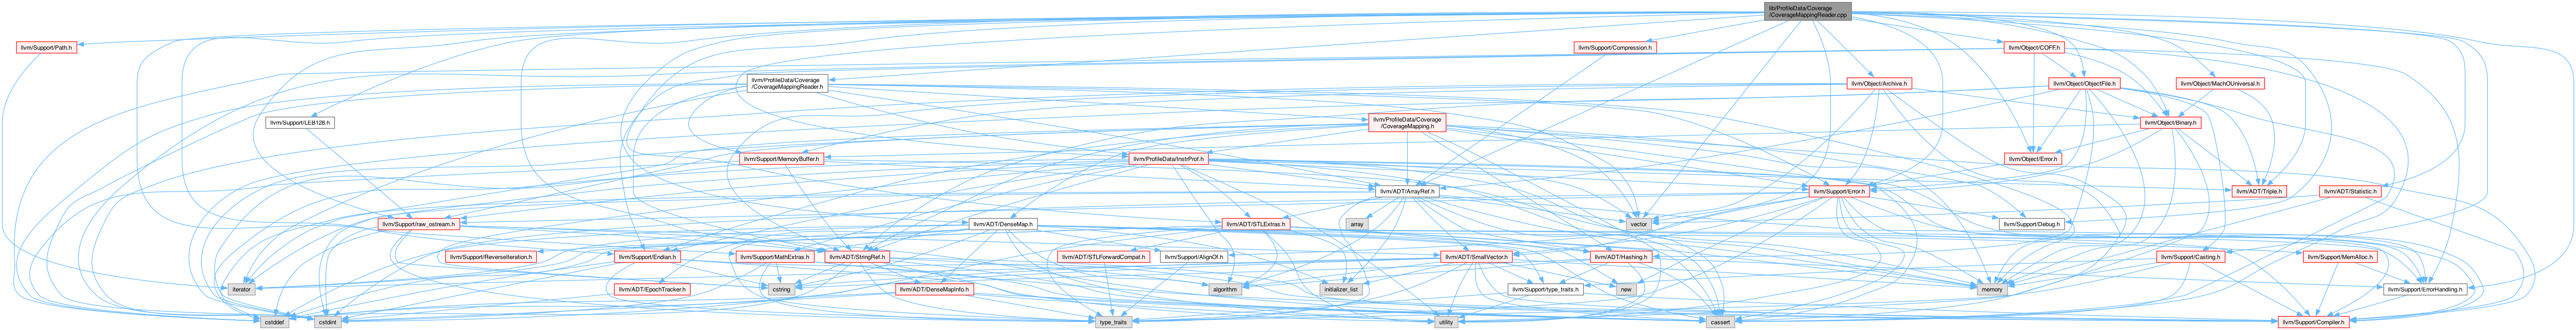 lib/ProfileData/Coverage
/CoverageMappingReader.cpp
llvm/Support/Path.h
llvm/Support/Compression.h
llvm/Object/COFF.h
llvm/ProfileData/Coverage
/CoverageMappingReader.h
llvm/Object/Archive.h
llvm/Object/ObjectFile.h
llvm/Object/MachOUniversal.h
llvm/Support/LEB128.h
llvm/ProfileData/Coverage
/CoverageMapping.h
llvm/Object/Binary.h
llvm/Support/MemoryBuffer.h
llvm/ProfileData/InstrProf.h
llvm/Object/Error.h
llvm/ADT/ArrayRef.h
llvm/Support/Error.h
llvm/ADT/Triple.h
llvm/ADT/Statistic.h
llvm/Support/raw_ostream.h
llvm/ADT/DenseMap.h
llvm/ADT/STLExtras.h
array
vector
llvm/Support/Debug.h
llvm/Support/ReverseIteration.h
llvm/Support/Endian.h
llvm/Support/MathExtras.h
llvm/ADT/StringRef.h
llvm/ADT/STLForwardCompat.h
llvm/Support/AlignOf.h
llvm/ADT/SmallVector.h
llvm/ADT/Hashing.h
llvm/Support/Casting.h
llvm/Support/MemAlloc.h
iterator
llvm/ADT/EpochTracker.h
cstring
llvm/ADT/DenseMapInfo.h
algorithm
initializer_list
llvm/Support/type_traits.h
new
memory
llvm/Support/ErrorHandling.h
cstddef
cstdint
type_traits
utility
cassert
llvm/Support/Compiler.h